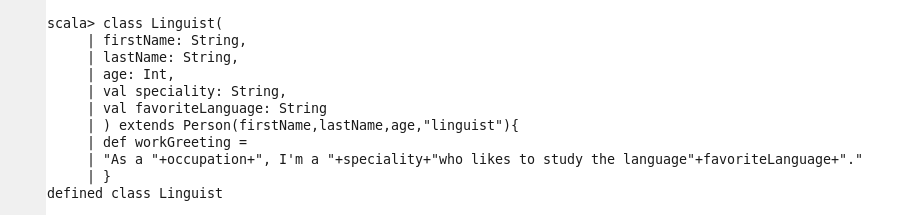 scala> class Linguist(
     | firstName: String,
     | lastName: String,
     | age: Int,
     | val speciality: String,
     | val favoriteLanguage: String
     | ) extends Person(firstName,lastName,age,"linguist"){
     | def workGreeting =
     | "As a "+occupation+", I'm a "+speciality+"who likes to study the language"+favoriteLanguage+"."
     | }
defined class Linguist